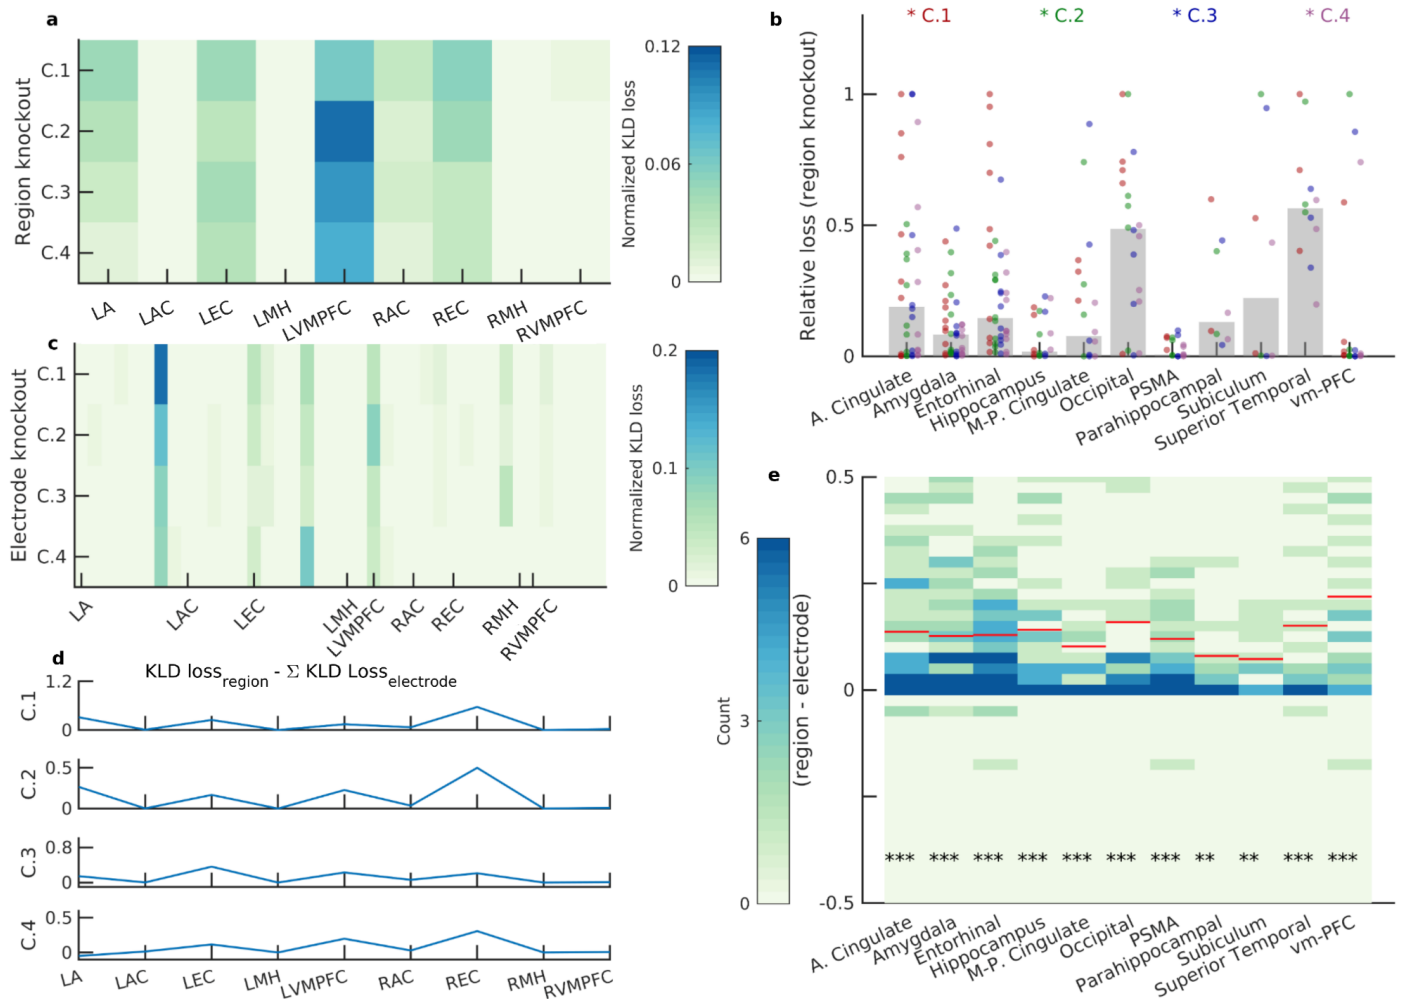 a
Region knockout
C.1
C.2
C.3
C.4
LA
LAC
LEC
LMH
LVMPFC
RAC
REC
RMH
RVMPFC
Normalized KLD loss
0.12
0.06
0
b
* C.1
* C.2
* C.3
* C.4
Relative loss (region knockout)
1
0.5
0
A. Cingulate
Amygdala
Entorhinal
Hippocampus
M-P. Cingulate
Occipital
PSMA
Parahippocampal
Subiculum
Superior Temporal
vm-PFC
c
Electrode knockout
C.1
C.2
C.3
C.4
LA
LAC
LEC
LMH
LVMPFC
RAC
REC
RMH
RVMPFC
Normalized KLD loss
0.2
0.1
0
d
KLD loss region - Σ KLD Loss electrode
C.1
1.2
0
C.2
0.5
0
C.3
0.8
0
C.4
0.5
0
LA
LAC
LEC
LMH
LVMPFC
RAC
REC
RMH
RVMPFC
e
Count
6
3
0
(region - electrode)
0.5
0
-0.5
*** *** *** *** *** *** *** ** ** *** ***
A. Cingulate
Amygdala
Entorhinal
Hippocampus
M-P. Cingulate
Occipital
PSMA
Parahippocampal
Subiculum
Superior Temporal
vm-PFC